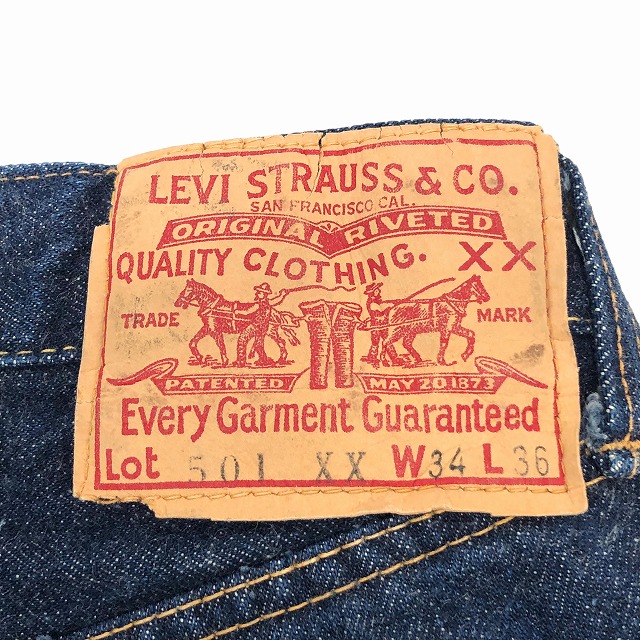 LEVI STRAUSS & CO.
SAN FRANCISCO CAL.
ORIGINAL RIVETED
QUALITY CLOTHING. XX
TRADE MARK
PATENTED MAY 20 1873
Every Garment Guaranteed
Lot 501 XX W34 L36